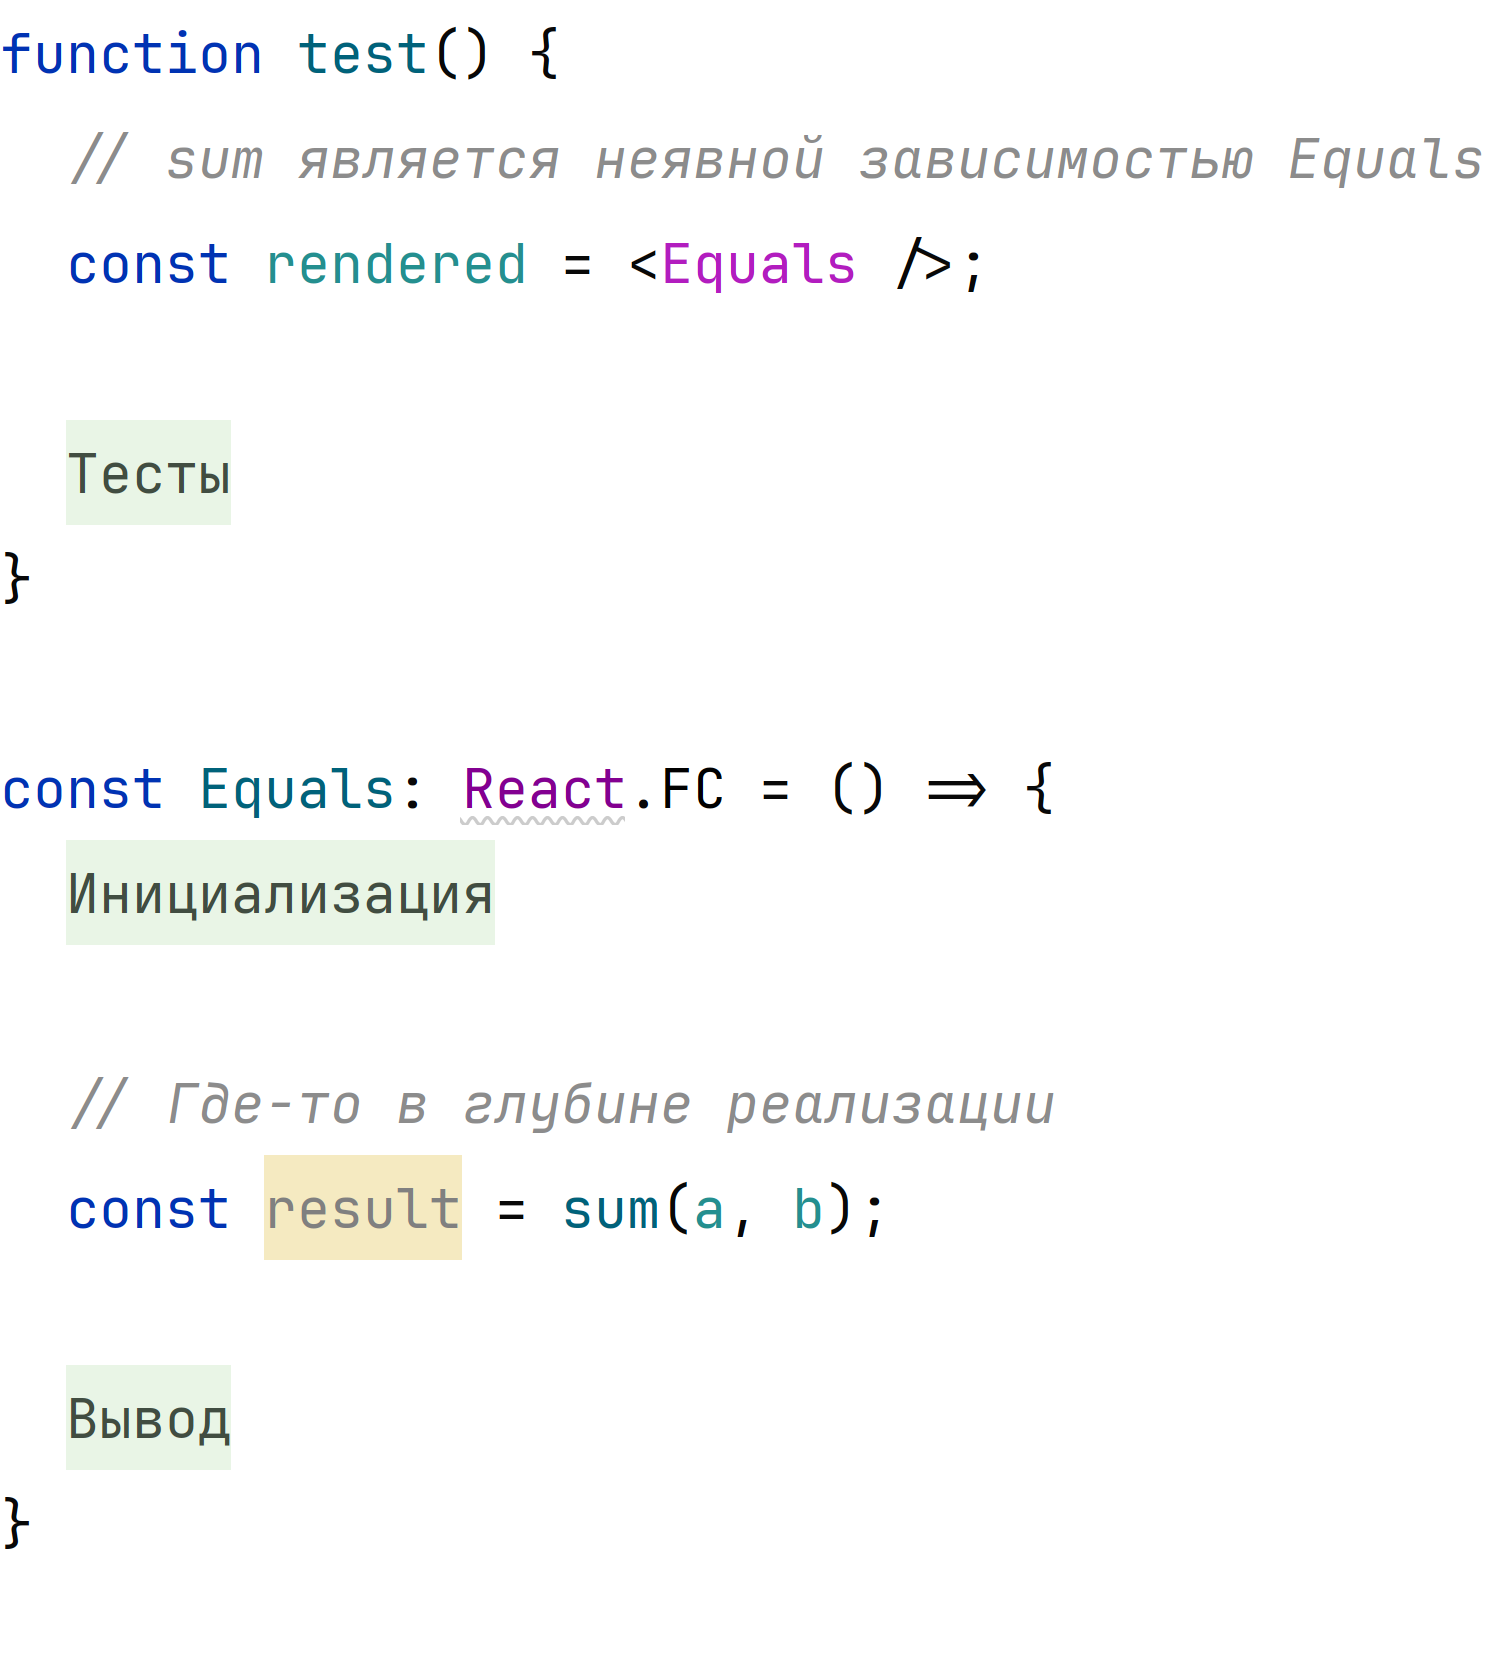 function test() {
// sum является неявной зависимостью Equals
const rendered = <Equals />;
Тесты
}
const Equals: React.FC = () => {
Инициализация
// Где-то в глубине реализации
const result = sum(a, b);
Вывод
}